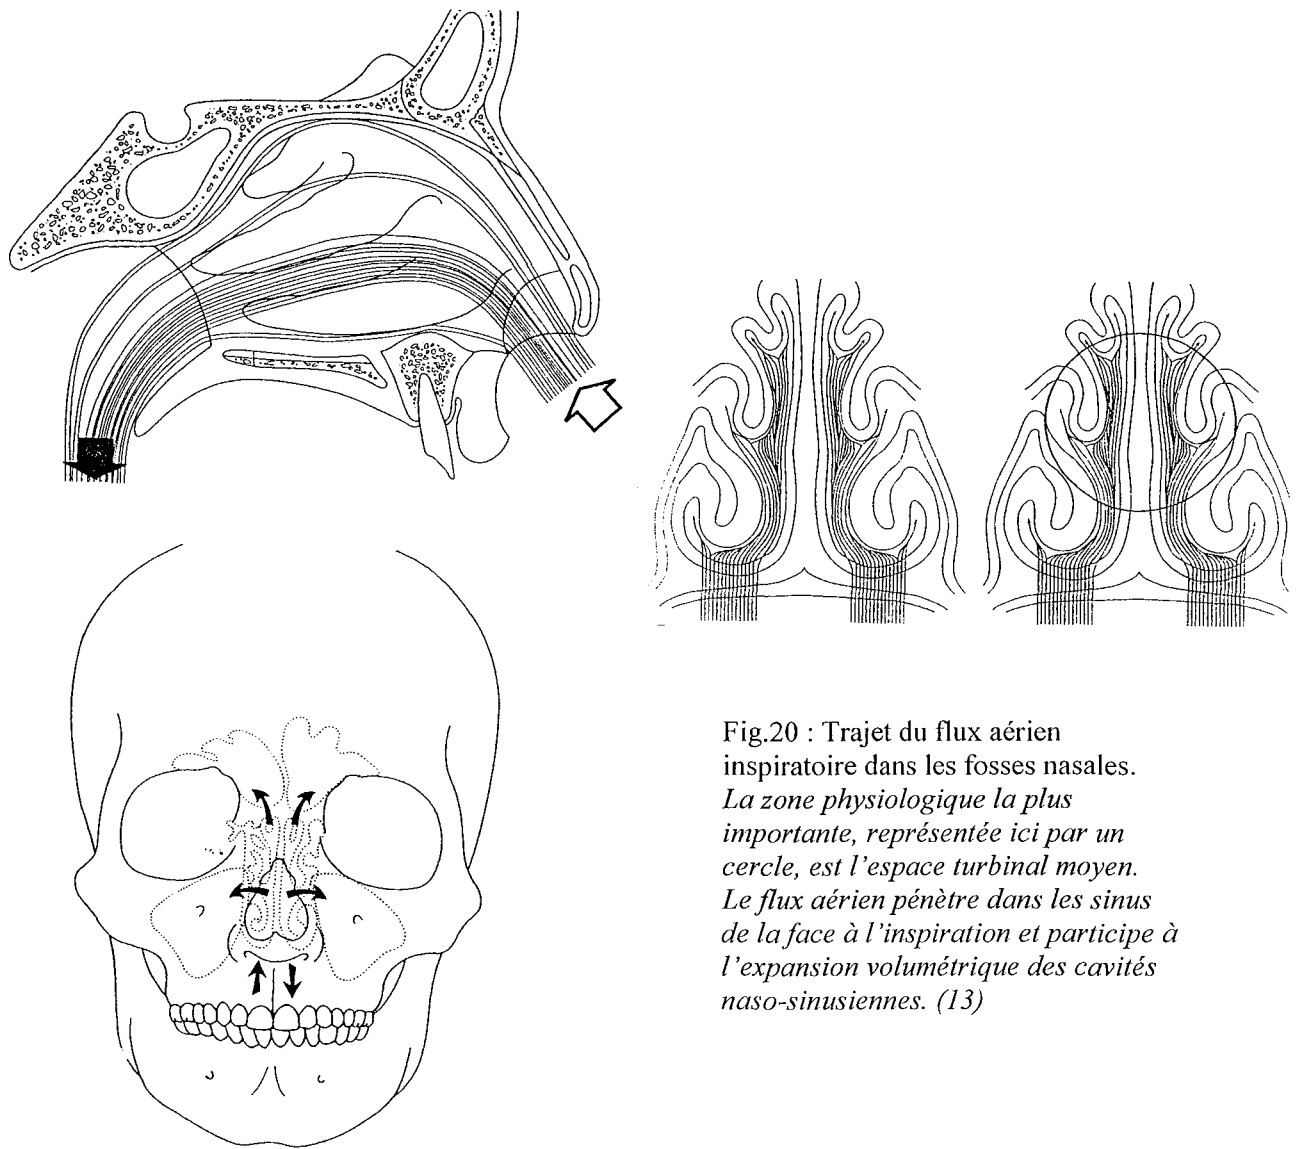 Fig.20 : Trajet du flux aérien
inspiratoire dans les fosses nasales.
La zone physiologique la plus
importante, représentée ici par un
cercle, est l'espace turbinal moyen.
Le flux aérien pénètre dans les sinus
de la face à l'inspiration et participe à
l'expansion volumétrique des cavités
naso-sinusiennes. (13)